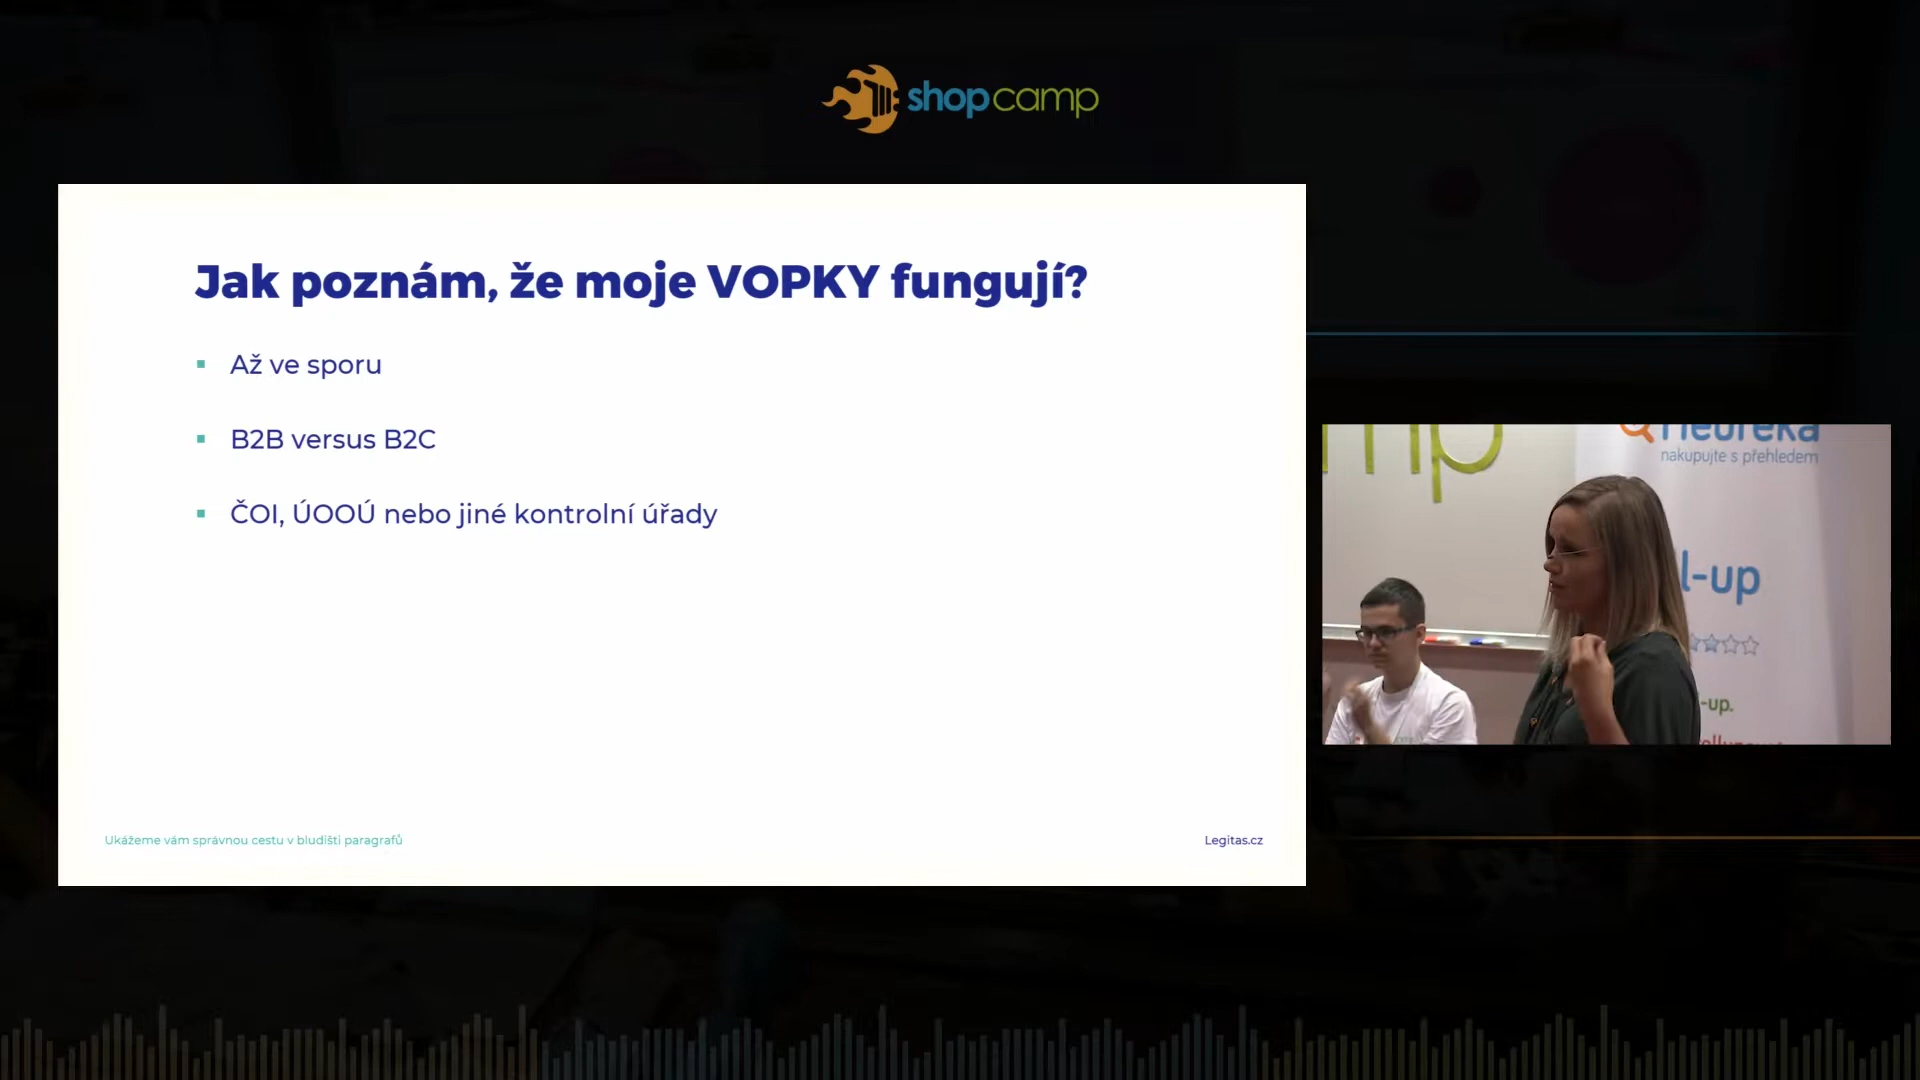 shopcamp
Jak poznám, že moje VOPKY fungují?
Až ve sporu
B2B versus B2C
ČOI, ÚOOÚ nebo jiné kontrolní úřady
Ukážeme vám správnou cestu v bludišti paragrafů
Legitas.cz
mp
nakupujte s přehledem
l-up
-up.